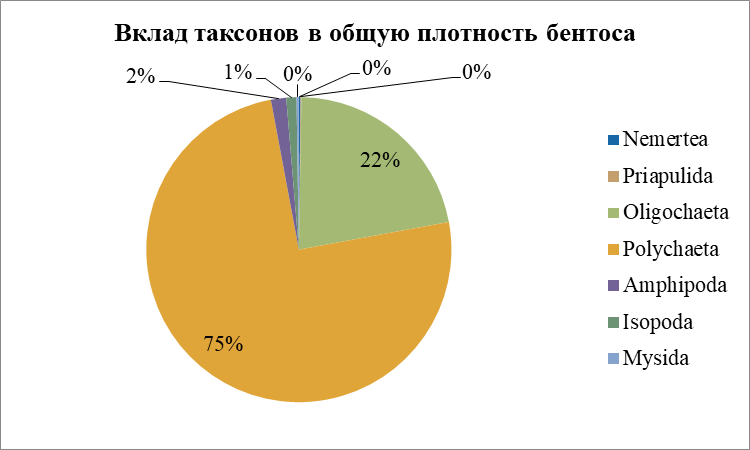 Вклад таксонов в общую плотность бентоса
2% 1% 0% 0% 0%
22%
75%
Nemertea
Priapulida
Oligochaeta
Polychaeta
Amphipoda
Isopoda
Mysida